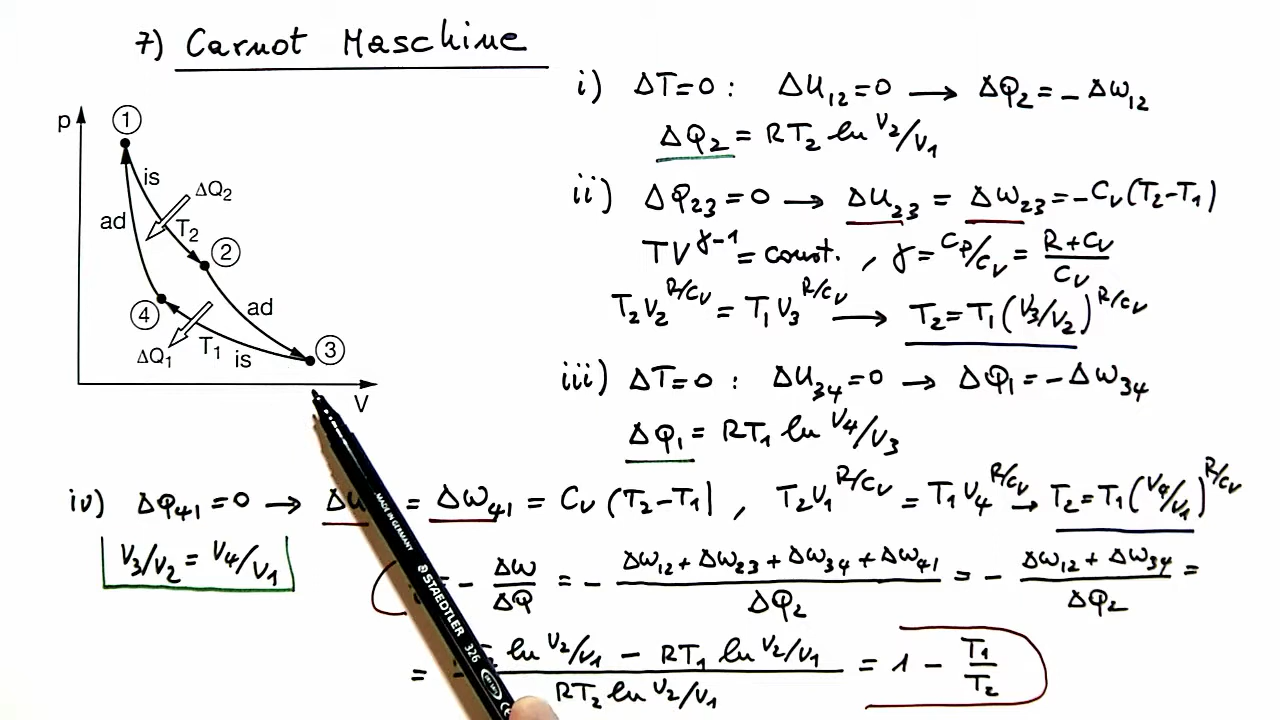 7) Carnot Maschine
p
V
①
②
③
④
is
ad
ad
is
T₂
T₁
ΔQ₂
ΔQ₁
i) ΔT=0 : ΔU₁₂=0 → ΔQ₂ = − ΔW₁₂
ΔQ₂ = RT₂ ln V₂/V₁
ii) ΔQ₂₃=0 → ΔU₂₃ = ΔW₂₃ = −Cᵥ(T₂−T₁)
TV^γ−1 = const. , γ = Cp/Cv = (R+Cv)/Cv
T₂V₂^R/Cv = T₁V₃^R/Cv → T₂=T₁(V₃/V₂)^R/Cv
iii) ΔT=0 : ΔU₃₄=0 → ΔQ₁ = − ΔW₃₄
ΔQ₁ = RT₁ ln V₄/V₃
iv) ΔQ₄₁=0 → ΔU = ΔW₄₁ = Cv (T₂−T₁) , T₂V₁^R/Cv = T₁V₄^R/Cv → T₂=T₁(V₄/V₁)^R/Cv
V₃/V₂ = V₄/V₁
= − ΔW/ΔQ = − (ΔW₁₂+ΔW₂₃+ΔW₃₄+ΔW₄₁)/ΔQ₂ = − (ΔW₁₂+ΔW₃₄)/ΔQ₂ =
= ln V₂/V₁ − RT₁ ln V₂/V₁ / RT₂ ln V₂/V₁ = 1 − T₁/T₂
MADE IN GERMANY
STAEDTLER
326